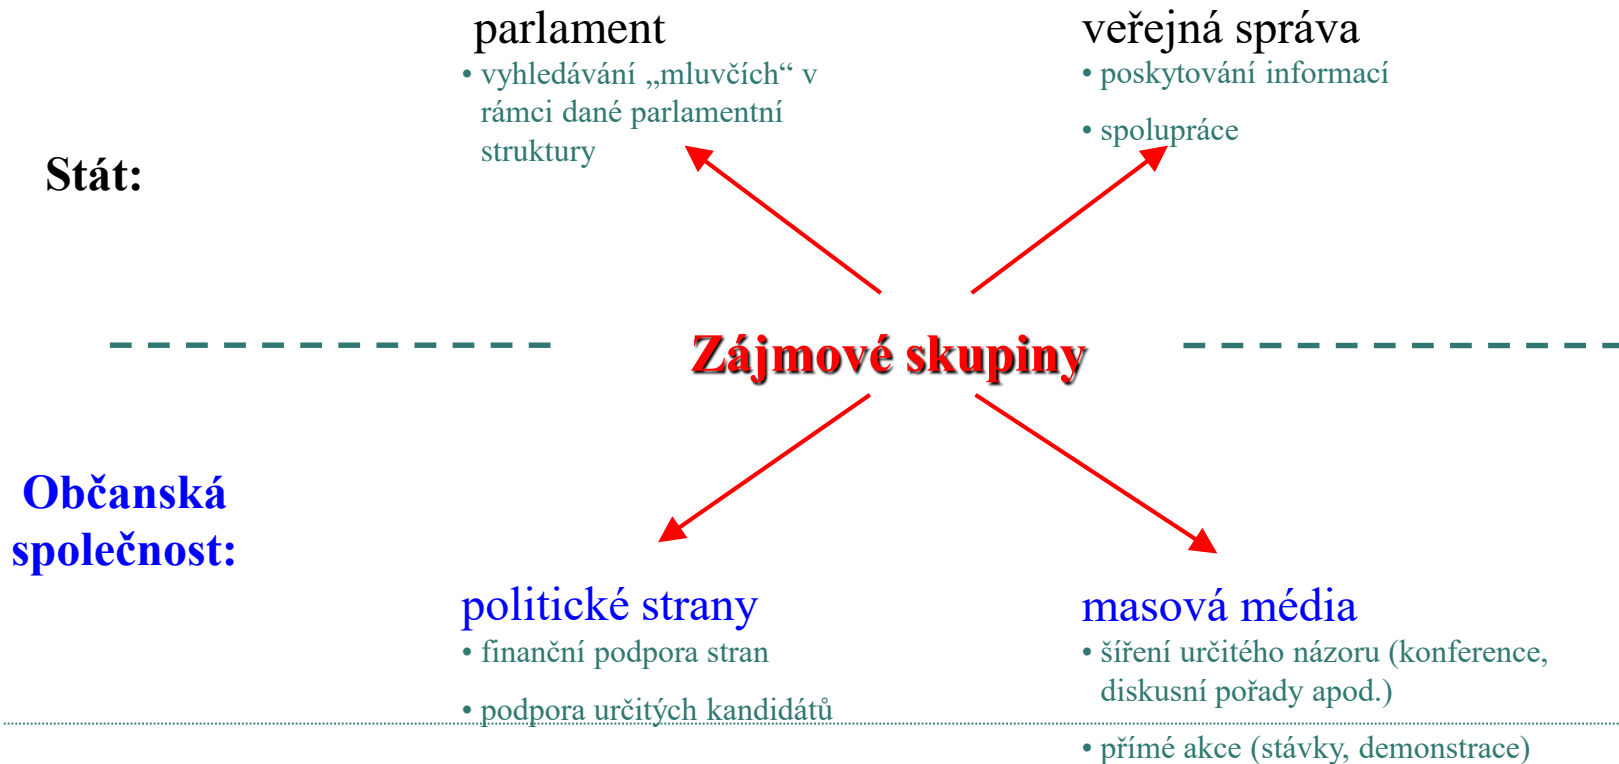 parlament
• vyhledávání „mluvčích“ v
rámci dané parlamentní
struktury
veřejná správa
• poskytování informací
• spolupráce
Stát:
Zájmové skupiny
Občanská
společnost:
politické strany
• finanční podpora stran
• podpora určitých kandidátů
masová média
• šíření určitého názoru (konference,
diskusní pořady apod.)
• přímé akce (stávky, demonstrace)